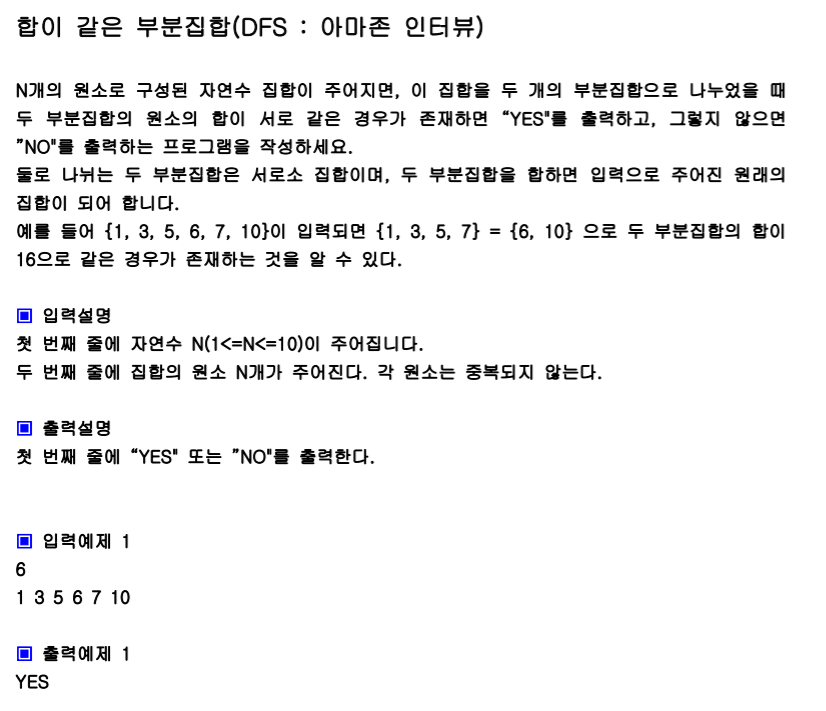 합이 같은 부분집합(DFS : 아마존 인터뷰)
N개의 원소로 구성된 자연수 집합이 주어지면, 이 집합을 두 개의 부분집합으로 나누었을 때
두 부분집합의 원소의 합이 서로 같은 경우가 존재하면 “YES"를 출력하고, 그렇지 않으면
”NO"를 출력하는 프로그램을 작성하세요.
둘로 나뉘는 두 부분집합은 서로소 집합이며, 두 부분집합을 합하면 입력으로 주어진 원래의
집합이 되어 합니다.
예를 들어 {1, 3, 5, 6, 7, 10}이 입력되면 {1, 3, 5, 7} = {6, 10} 으로 두 부분집합의 합이
16으로 같은 경우가 존재하는 것을 알 수 있다.
▣ 입력설명
첫 번째 줄에 자연수 N(1<=N<=10)이 주어집니다.
두 번째 줄에 집합의 원소 N개가 주어진다. 각 원소는 중복되지 않는다.
▣ 출력설명
첫 번째 줄에 “YES" 또는 ”NO"를 출력한다.
▣ 입력예제 1
6
1 3 5 6 7 10
▣ 출력예제 1
YES